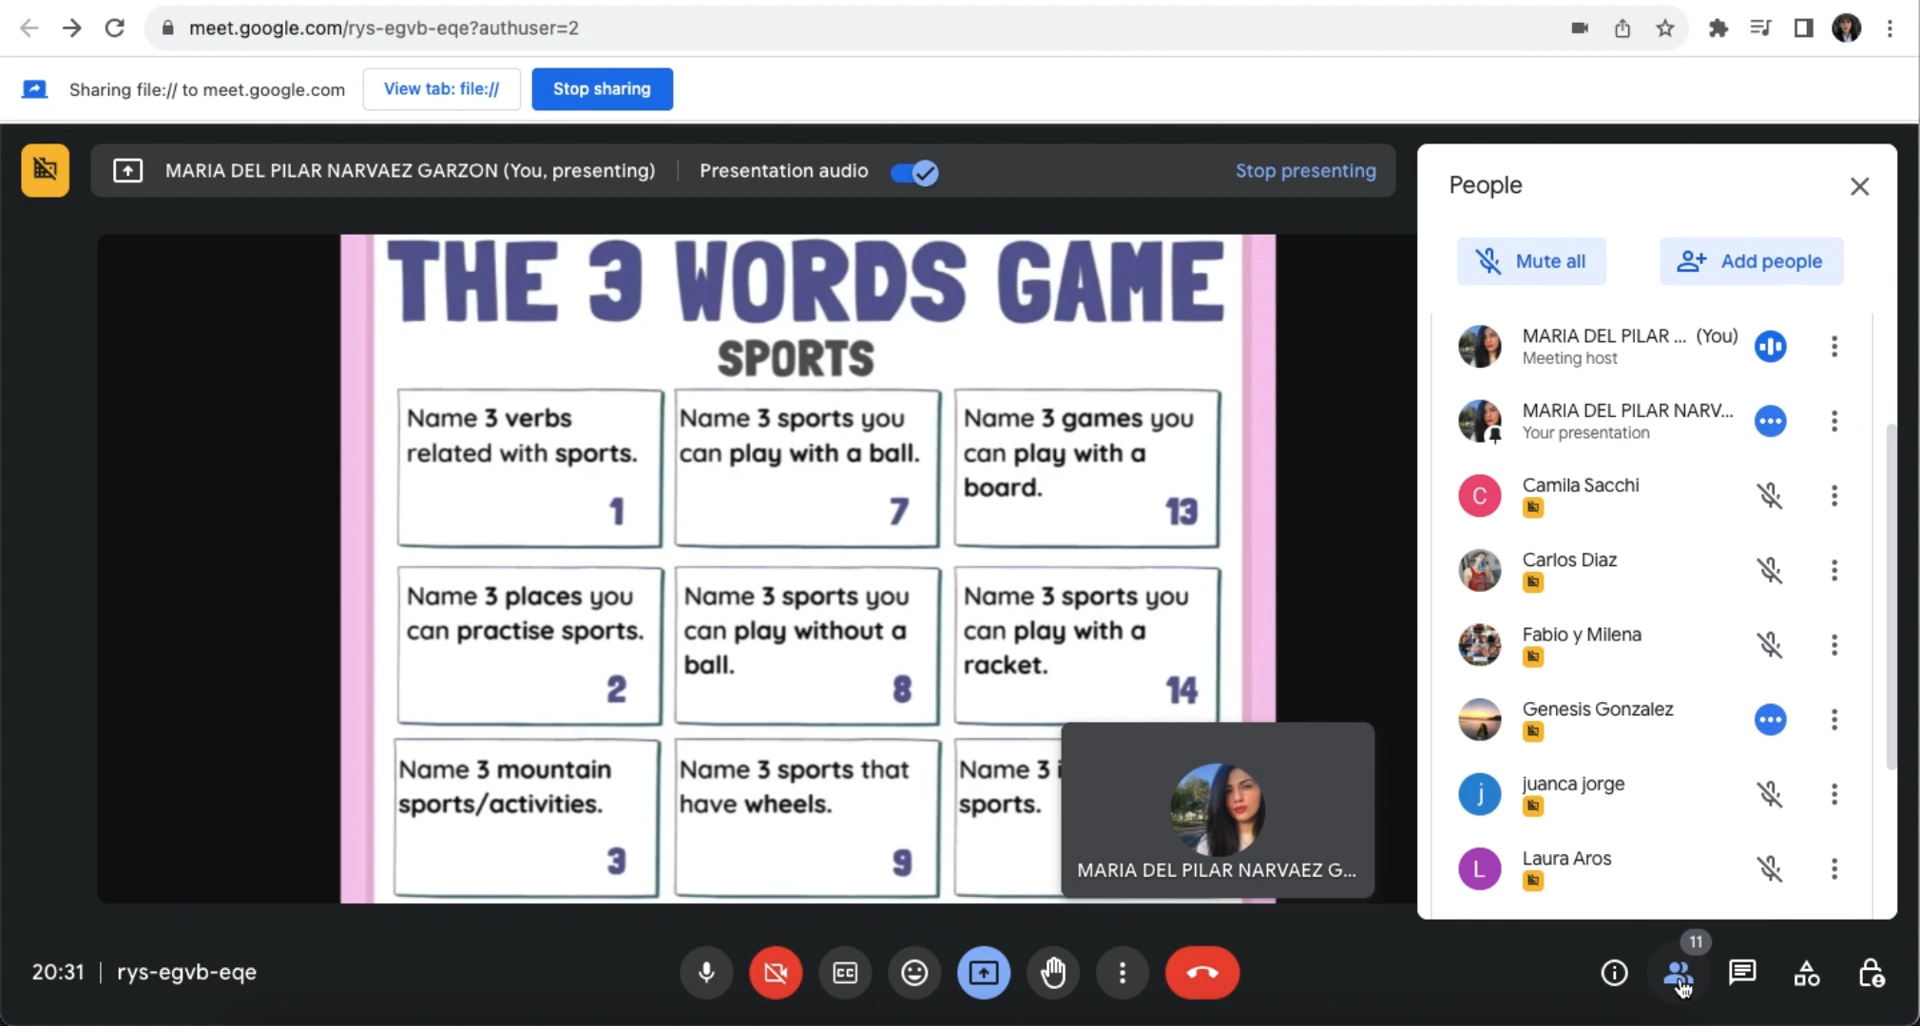 meet.google.com/rys-egvb-eqe?authuser=2
Sharing file:// to meet.google.com
View tab: file://
Stop sharing
MARIA DEL PILAR NARVAEZ GARZON (You, presenting)
Presentation audio
Stop presenting
THE 3 WORDS GAME
SPORTS
Name 3 verbs
related with sports.
1
Name 3 sports you
can play with a ball.
7
Name 3 games you
can play with a
board.
13
Name 3 places you
can practise sports.
2
Name 3 sports you
can play without a
ball.
8
Name 3 sports you
can play with a
racket.
14
Name 3 mountain
sports/activities.
3
Name 3 sports that
have wheels.
9
Name 3 i
sports.
MARIA DEL PILAR NARVAEZ G...
People
Mute all
Add people
MARIA DEL PILAR ... (You)
Meeting host
MARIA DEL PILAR NARV...
Your presentation
C
Camila Sacchi
Carlos Diaz
Fabio y Milena
Genesis Gonzalez
j
juanca jorge
L
Laura Aros
20:31 | rys-egvb-eqe
CC
11